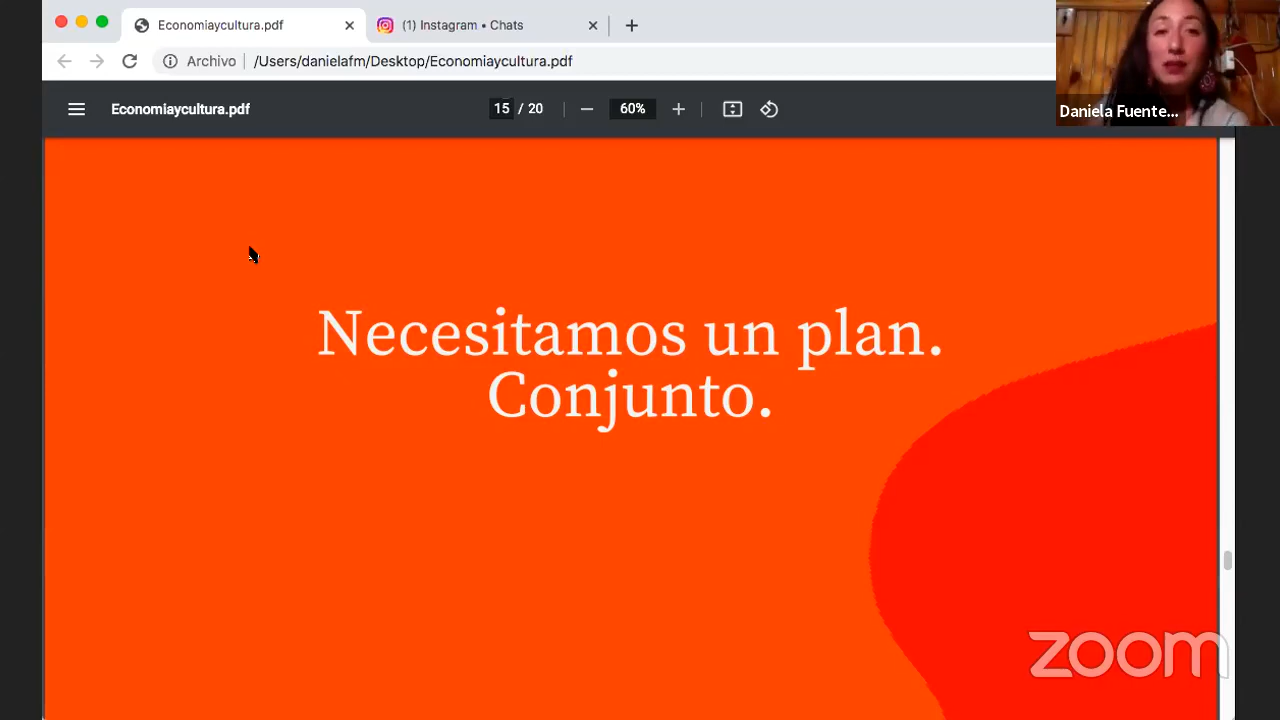 Economiaycultura.pdf
(1) Instagram • Chats
Archivo
/Users/danielafm/Desktop/Economiaycultura.pdf
Economiaycultura.pdf
15 / 20
60%
Daniela Fuente...
Necesitamos un plan.
Conjunto.
zoom